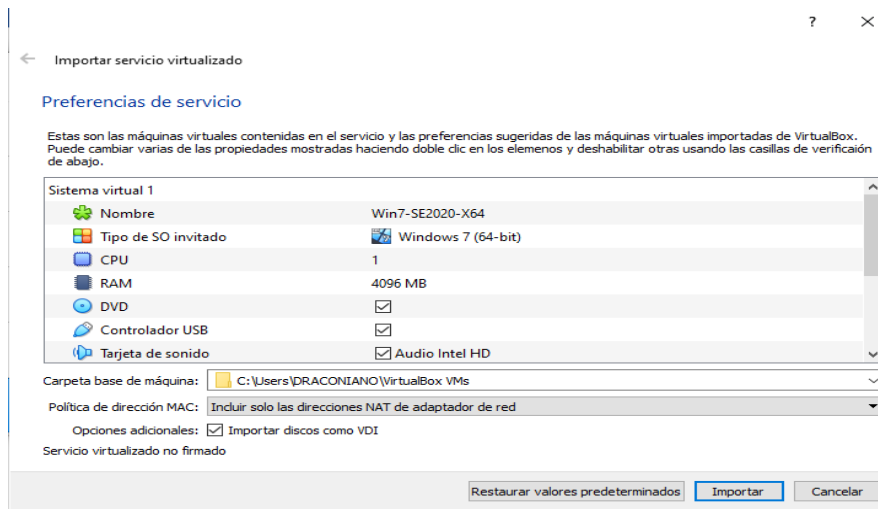 ?
Importar servicio virtualizado
Preferencias de servicio
Estas son las máquinas virtuales contenidas en el servicio y las preferencias sugeridas de las máquinas virtuales importadas de VirtualBox.
Puede cambiar varias de las propiedades mostradas haciendo doble clic en los elemenos y deshabilitar otras usando las casillas de verificaión
de abajo.
Sistema virtual 1
Nombre Win7-SE2020-X64
Tipo de SO invitado Windows 7 (64-bit)
CPU 1
RAM 4096 MB
DVD
Controlador USB
Tarjeta de sonido Audio Intel HD
Carpeta base de máquina: C:\Users\DRACONIANO\VirtualBox VMs
Política de dirección MAC: Incluir solo las direcciones NAT de adaptador de red
Opciones adicionales: Importar discos como VDI
Servicio virtualizado no firmado
Restaurar valores predeterminados Importar Cancelar